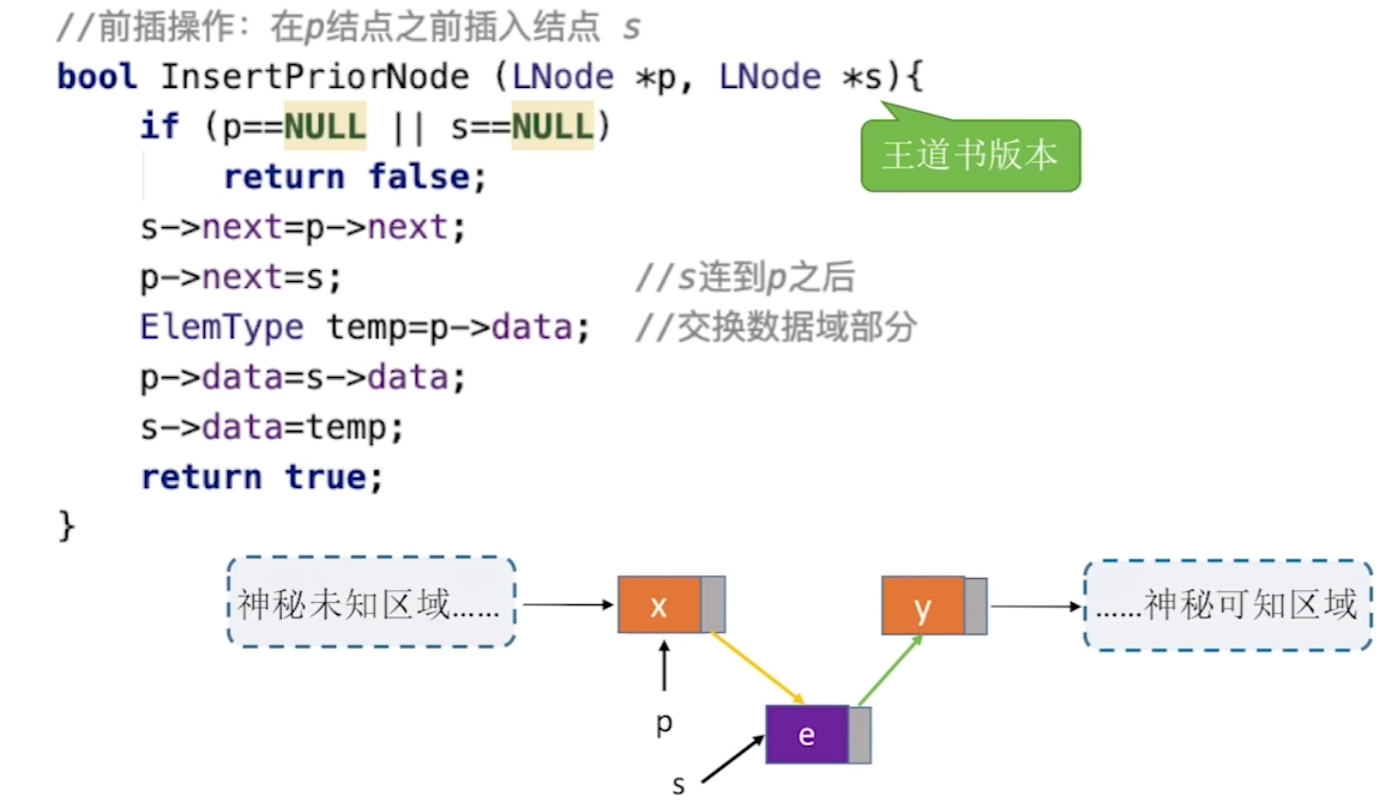 //前插操作：在p结点之前插入结点 s
bool InsertPriorNode (LNode *p, LNode *s){
if (p==NULL || s==NULL)
王道书版本
return false;
s->next=p->next;
p->next=s; //s连到p之后
ElemType temp=p->data; //交换数据域部分
p->data=s->data;
s->data=temp;
return true;
}
神秘未知区域…… x y ……神秘可知区域
p e
s